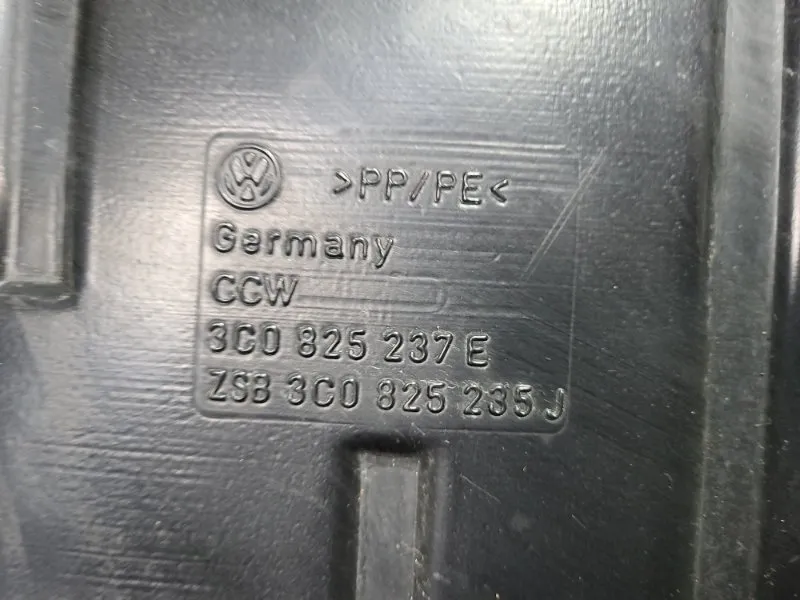 >PP/PE<
Germany
CCW
3C0 825 237 E
ZSB 3C0 825 235 J